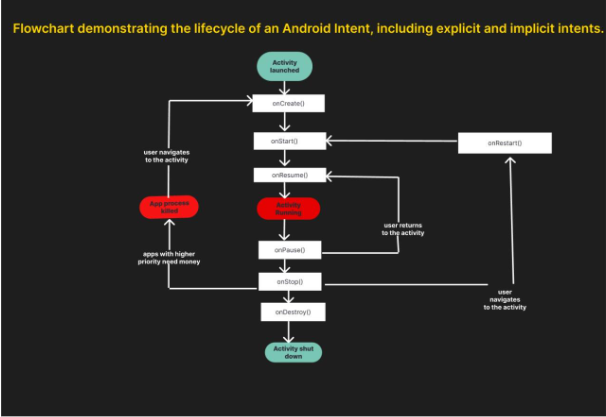 Flowchart demonstrating the lifecycle of an Android Intent, including explicit and implicit intents.
Activity
launched
onCreate()
onStart()
onRestart()
user navigates
to the activity
onResume()
App process
killed
Activity
Running
user returns
to the activity
onPause()
apps with higher
priority need money
onStop()
user
navigates
to the activity
onDestroy()
Activity shut
down